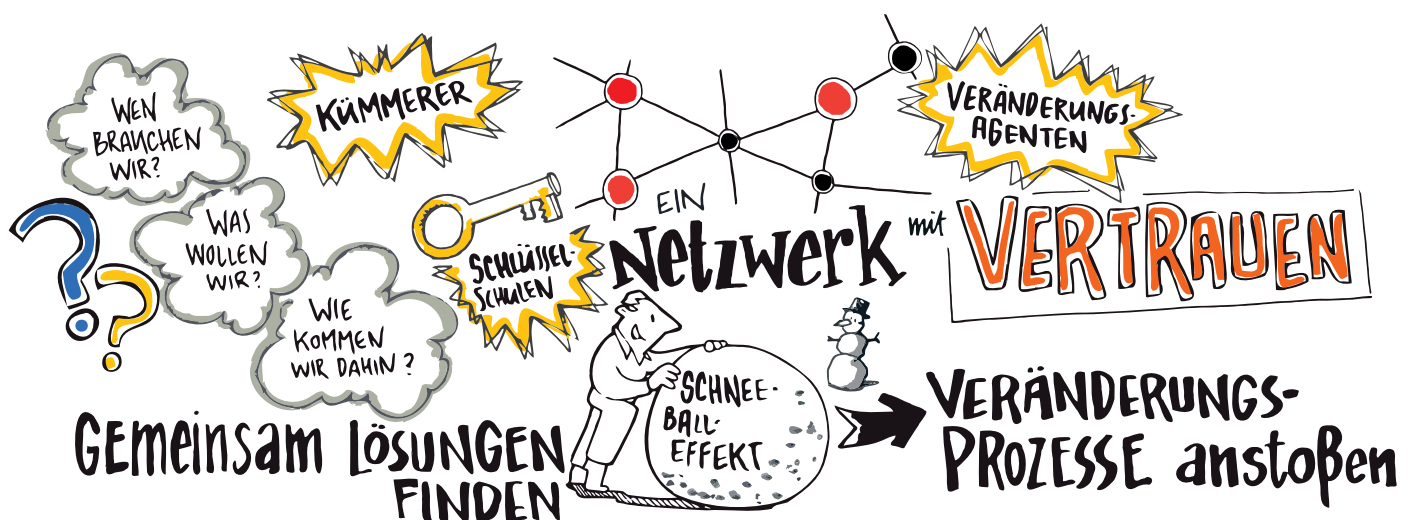 WEN
BRAUCHEN
WIR?
WAS
WOLLEN
WIR?
WIE
KOMMEN
WIR DAHIN?
KÜMMERER
SCHLÜSSEL-
SCHULEN
VERÄNDERUNGS-
AGENTEN
EIN
NETZWERK mit VERTRAUEN
GEMEINSAM LÖSUNGEN
FINDEN
SCHNEE-
BALL-
EFFEKT
VERÄNDERUNGS-
PROZESSE anstoßen